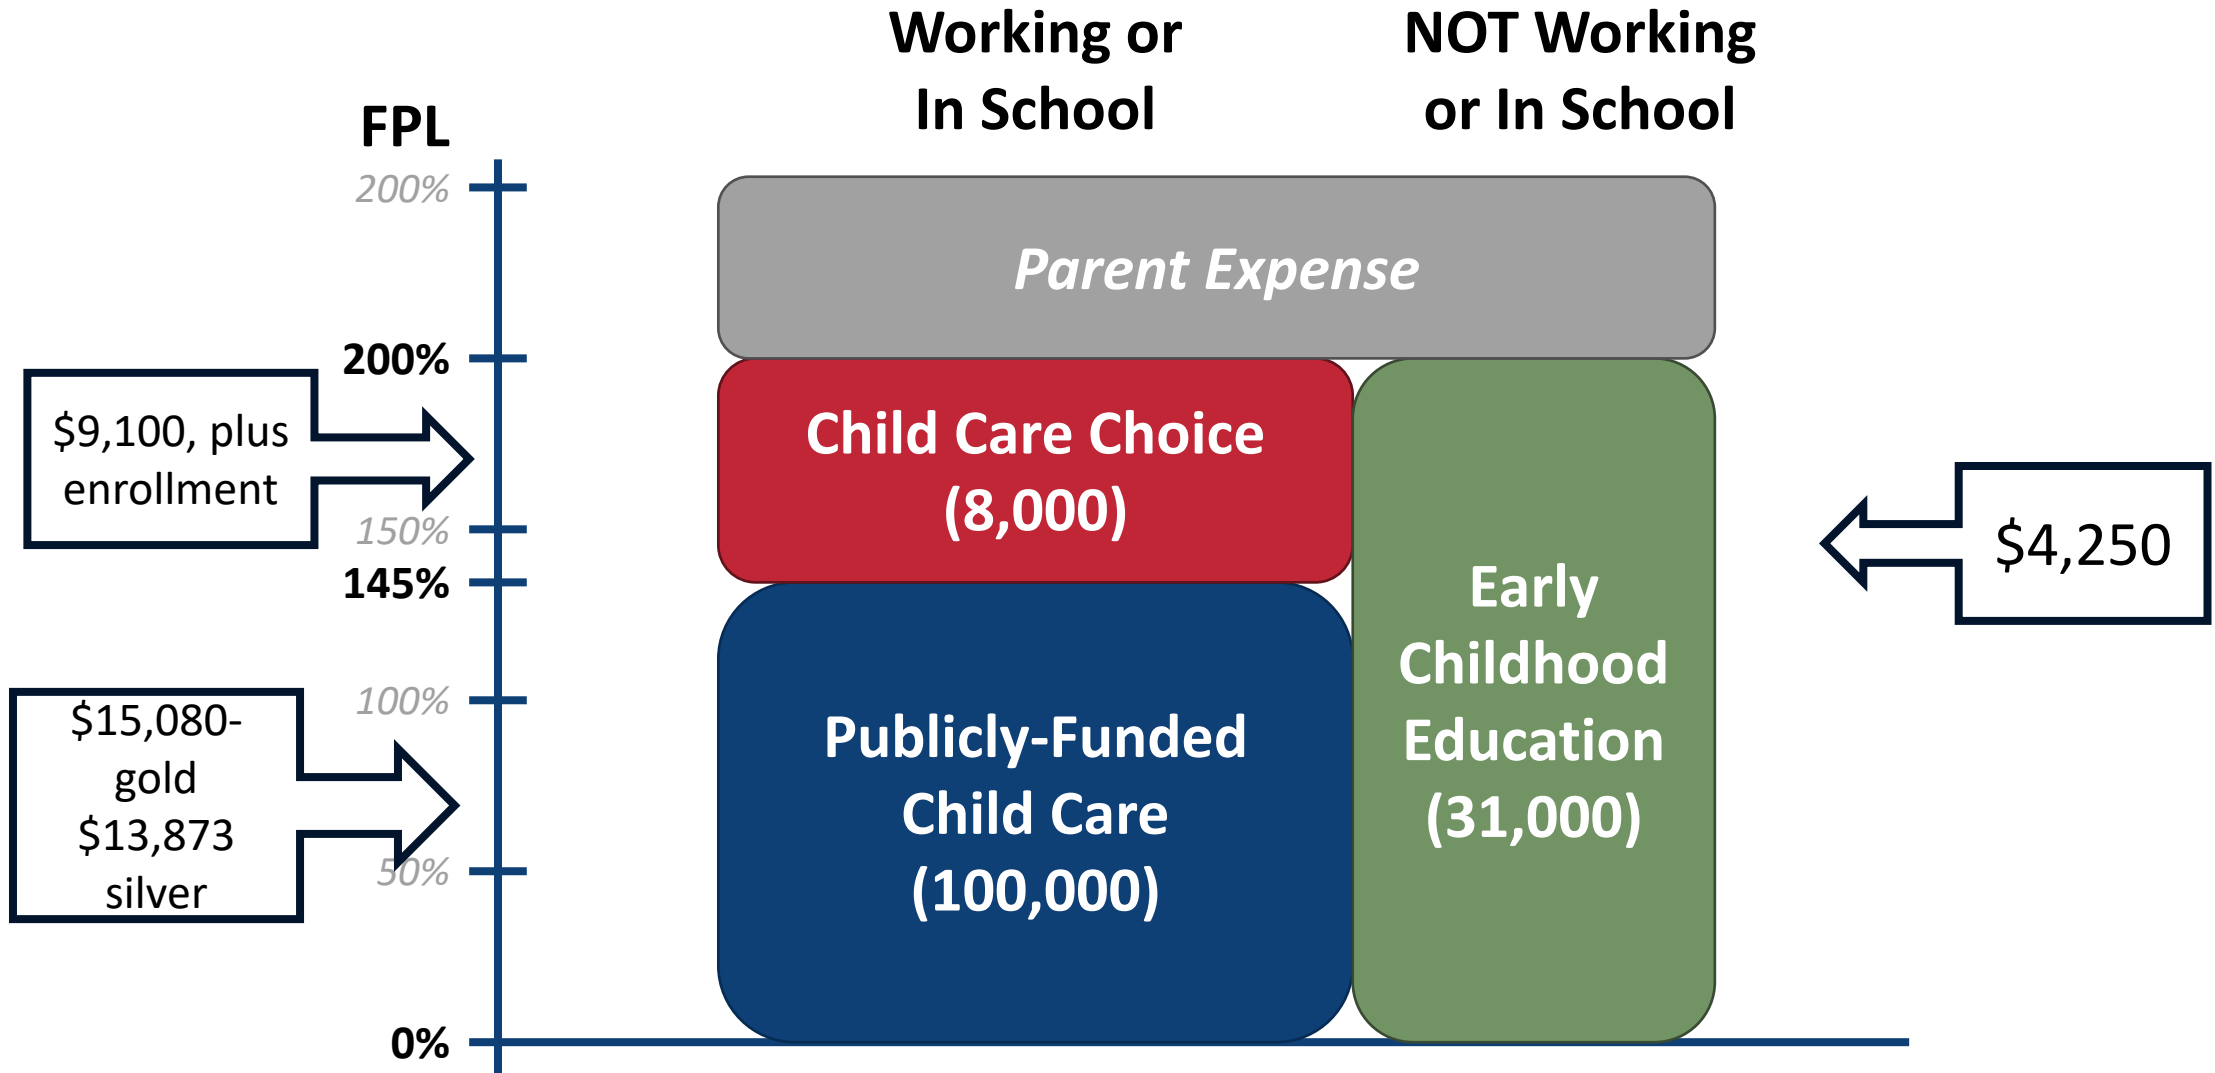 Working or
In School
NOT Working
or In School
FPL
200%
Parent Expense
200%
$9,100, plus
enrollment
Child Care Choice
(8,000)
150%
145%
$4,250
Early
Childhood
Education
(31,000)
100%
$15,080-
gold
$13,873
silver
Publicly-Funded
Child Care
(100,000)
50%
0%